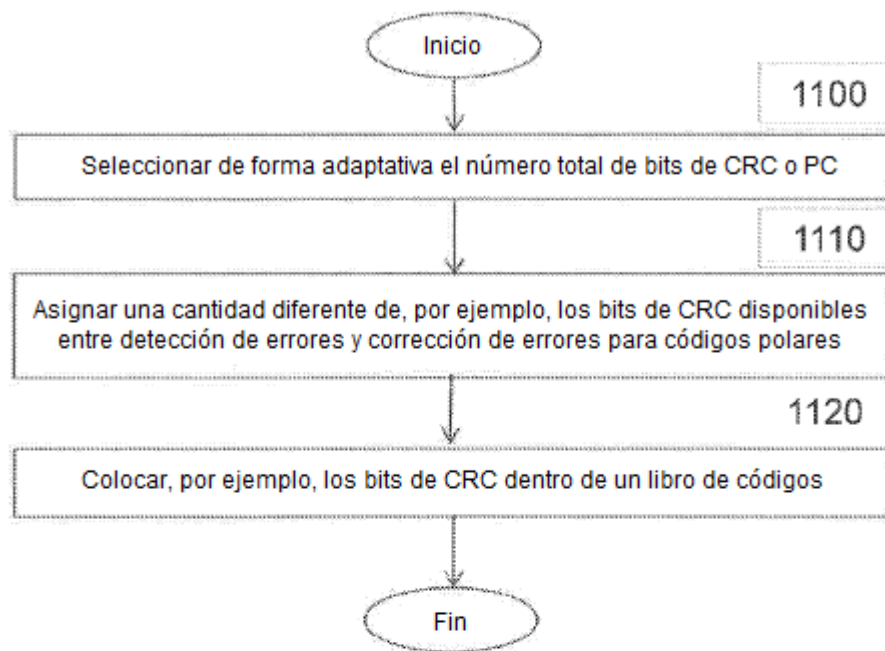 Inicio
1100
Seleccionar de forma adaptativa el número total de bits de CRC o PC
1110
Asignar una cantidad diferente de, por ejemplo, los bits de CRC disponibles
entre detección de errores y corrección de errores para códigos polares
1120
Colocar, por ejemplo, los bits de CRC dentro de un libro de códigos
Fin